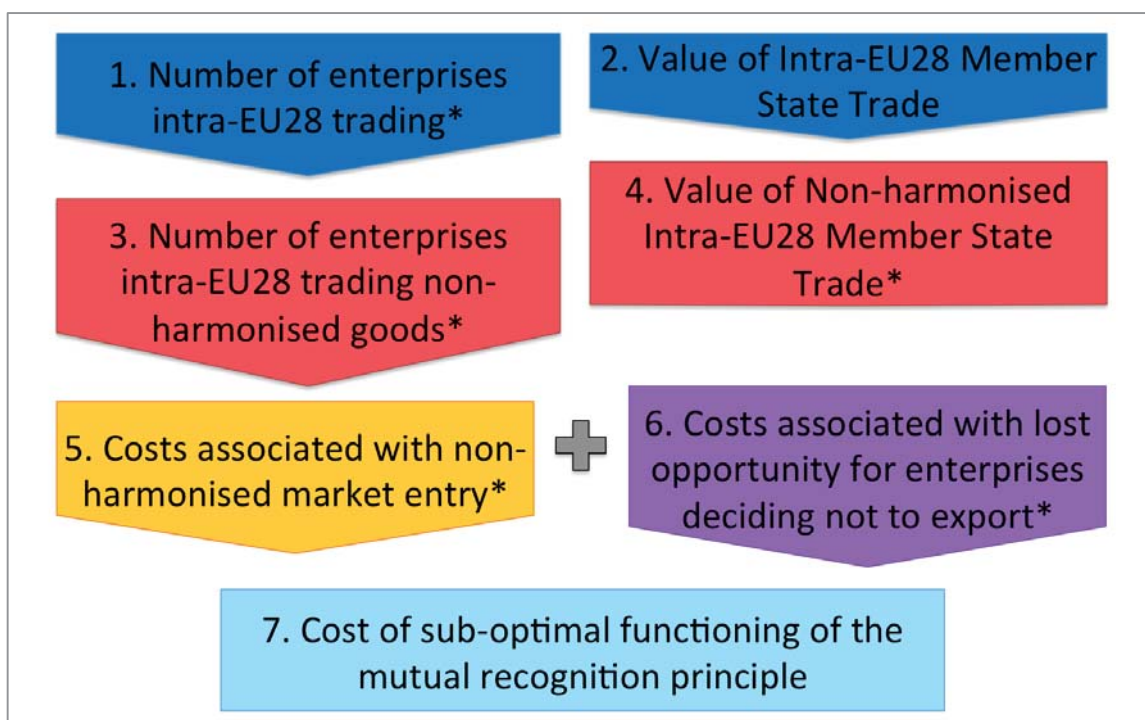 1. Number of enterprises
intra-EU28 trading*
2. Value of Intra-EU28 Member
State Trade
3. Number of enterprises
intra-EU28 trading non-
harmonised goods*
4. Value of Non-harmonised
Intra-EU28 Member State
Trade*
5. Costs associated with non-
harmonised market entry*
6. Costs associated with lost
opportunity for enterprises
deciding not to export*
7. Cost of sub-optimal functioning of the
mutual recognition principle